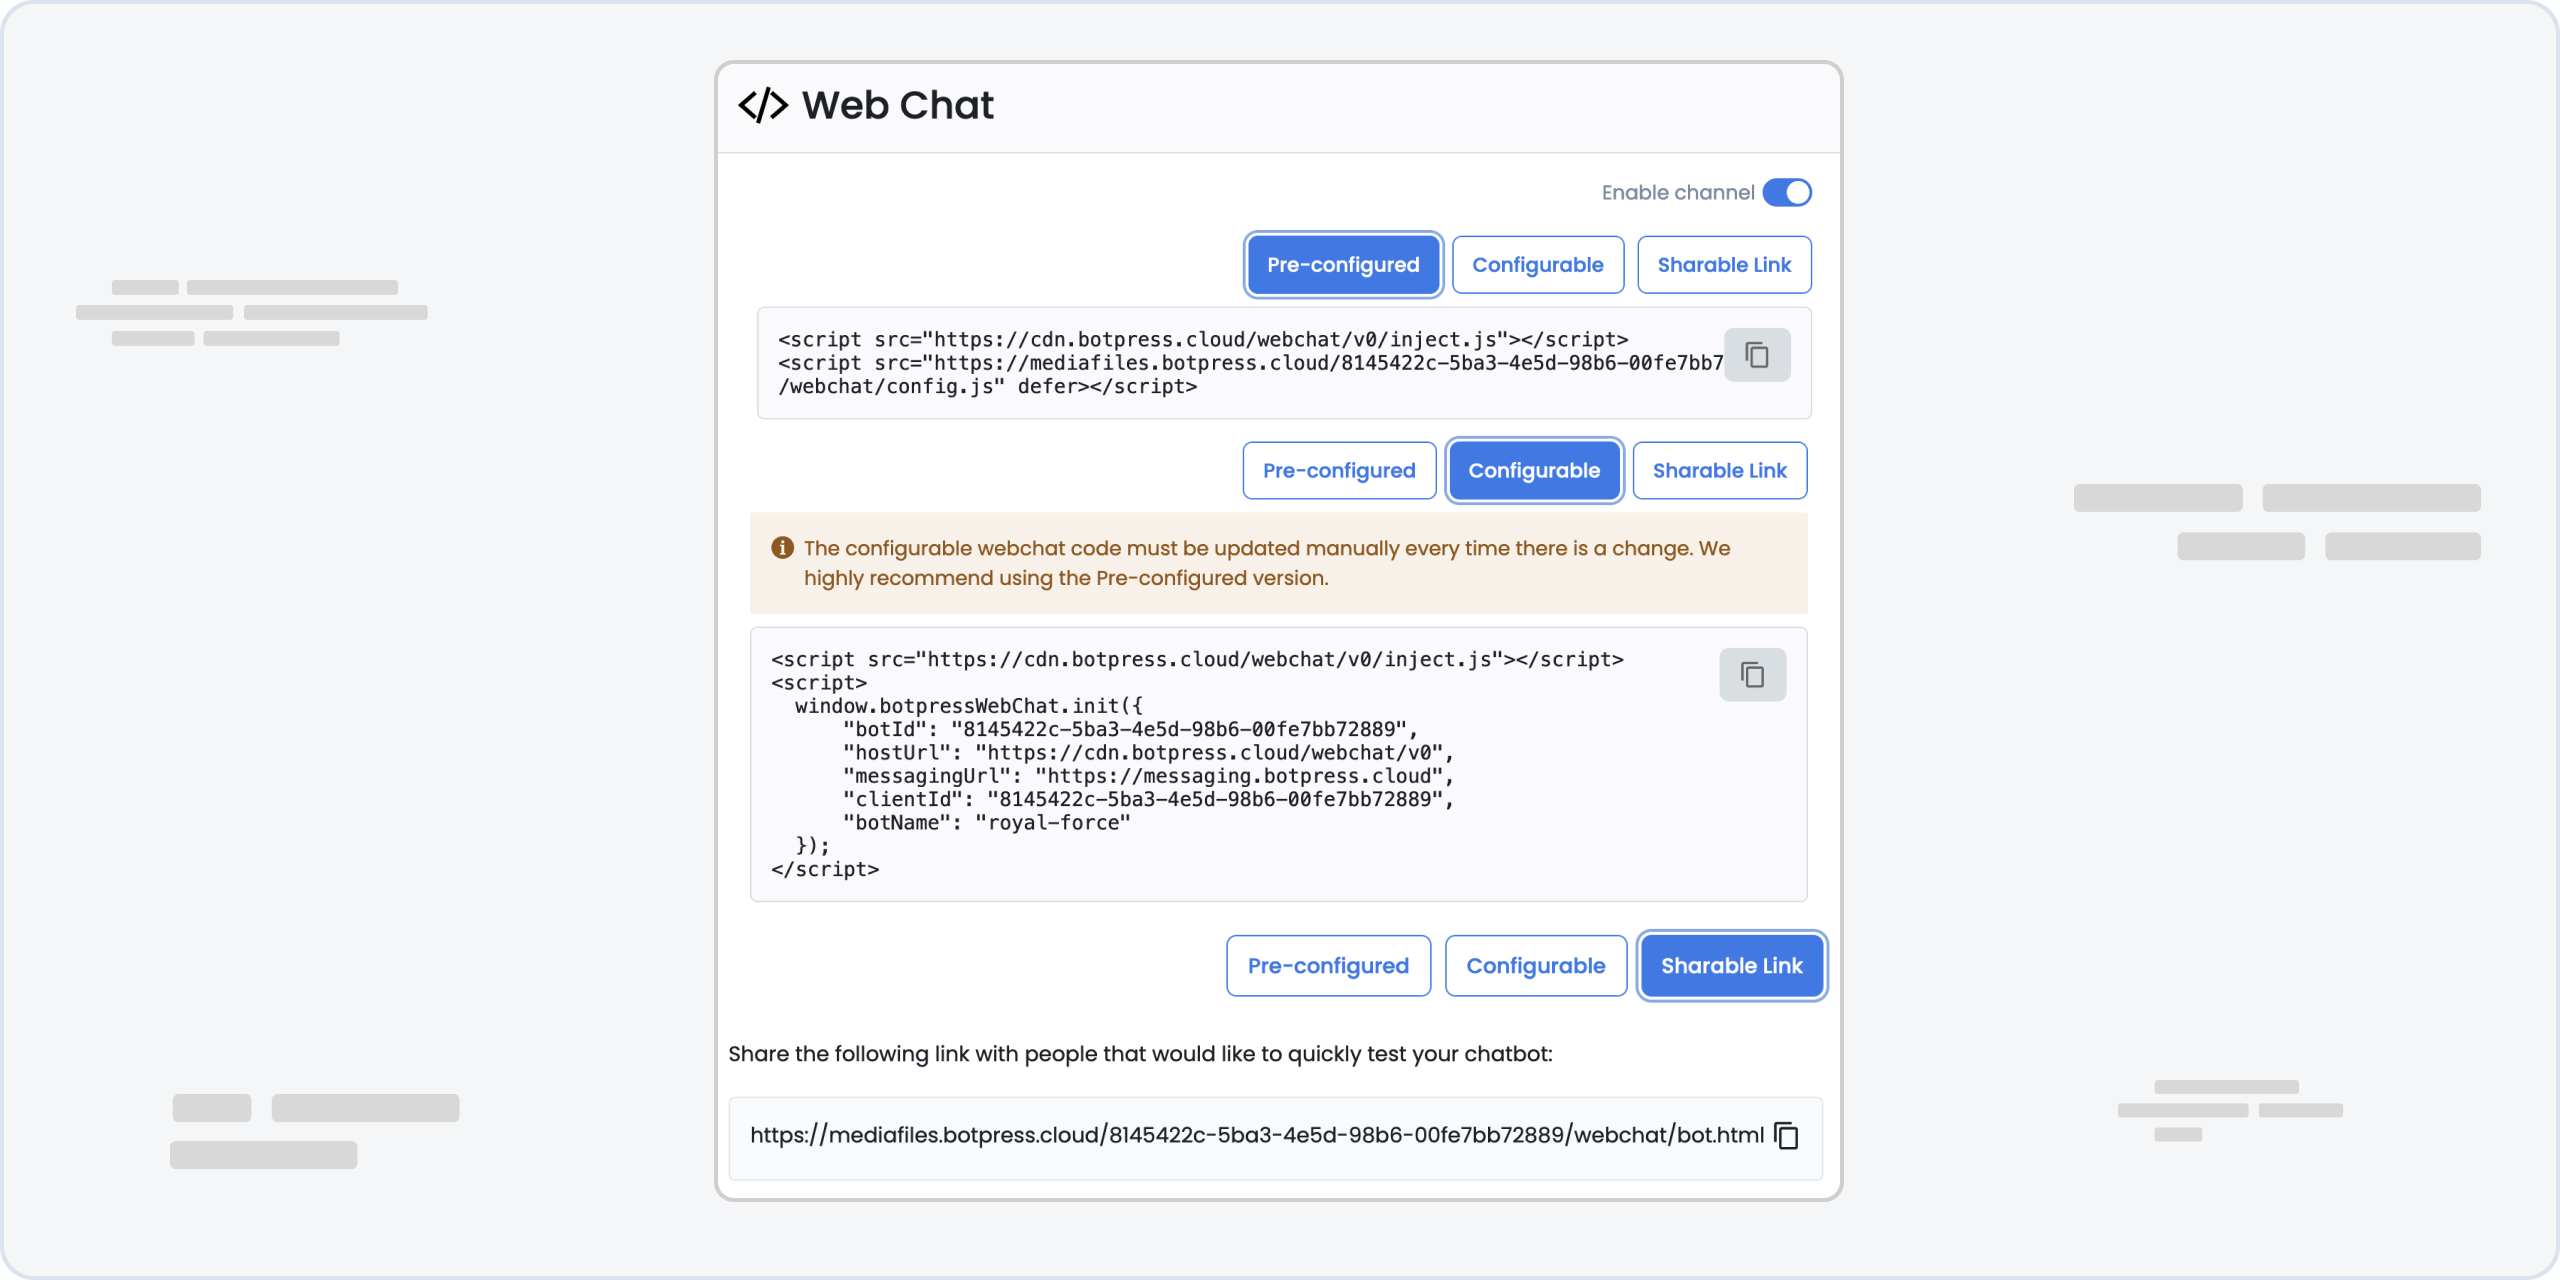 </> Web Chat
Enable channel
Pre-configured Configurable Sharable Link
<script src="https://cdn.botpress.cloud/webchat/v0/inject.js"></script>
<script src="https://mediafiles.botpress.cloud/8145422c-5ba3-4e5d-98b6-00fe7bb7
/webchat/config.js" defer></script>
Pre-configured Configurable Sharable Link
The configurable webchat code must be updated manually every time there is a change. We
highly recommend using the Pre-configured version.
<script src="https://cdn.botpress.cloud/webchat/v0/inject.js"></script>
<script>
  window.botpressWebChat.init({
      "botId": "8145422c-5ba3-4e5d-98b6-00fe7bb72889",
      "hostUrl": "https://cdn.botpress.cloud/webchat/v0",
      "messagingUrl": "https://messaging.botpress.cloud",
      "clientId": "8145422c-5ba3-4e5d-98b6-00fe7bb72889",
      "botName": "royal-force"
  });
</script>
Pre-configured Configurable Sharable Link
Share the following link with people that would like to quickly test your chatbot:
https://mediafiles.botpress.cloud/8145422c-5ba3-4e5d-98b6-00fe7bb72889/webchat/bot.html